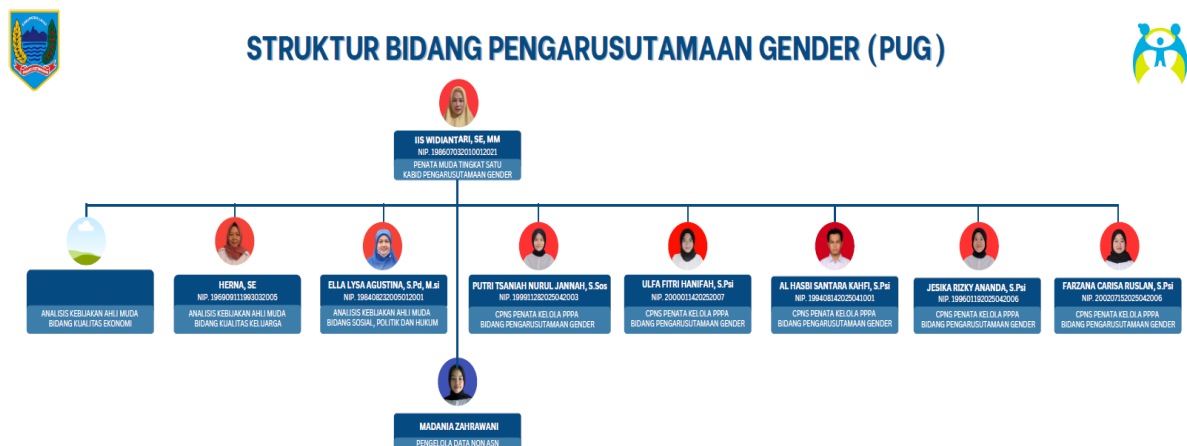 STRUKTUR BIDANG PENGARUSUTAMAAN GENDER (PUG)
IIS WIDIANTARI, SE, MM
NIP. 198607032010012021
PENATA MUDA TINGKAT SATU
KABID PENGARUSUTAMAAN GENDER
ANALISIS KEBIJAKAN AHLI MUDA
BIDANG KUALITAS EKONOMI
HERNA, SE
NIP. 196909111993032005
ANALISIS KEBIJAKAN AHLI MUDA
BIDANG KUALITAS KELUARGA
ELLA LYSA AGUSTINA, S.Pd, M.si
NIP. 198408232005012001
ANALISIS KEBIJAKAN AHLI MUDA
BIDANG SOSIAL, POLITIK DAN HUKUM
PUTRI TSANIAH NURUL JANNAH, S.Sos
NIP. 199911282025042003
CPNS PENATA KELOLA PPPA
BIDANG PENGARUSUTAMAAN GENDER
ULFA FITRI HANIFAH, S.Psi
NIP. 2000011420252007
CPNS PENATA KELOLA PPPA
BIDANG PENGARUSUTAMAAN GENDER
AL HASBI SANTARA KAHFI, S.Psi
NIP. 199408142025041001
CPNS PENATA KELOLA PPPA
BIDANG PENGARUSUTAMAAN GENDER
JESIKA RIZKY ANANDA, S.Psi
NIP. 199601192025042006
CPNS PENATA KELOLA PPPA
BIDANG PENGARUSUTAMAAN GENDER
FARZANA CARISA RUSLAN, S.Psi
NIP. 200207152025042006
CPNS PENATA KELOLA PPPA
BIDANG PENGARUSUTAMAAN GENDER
MADANIA ZAHRAWANI
PENGELOLA DATA NON ASN